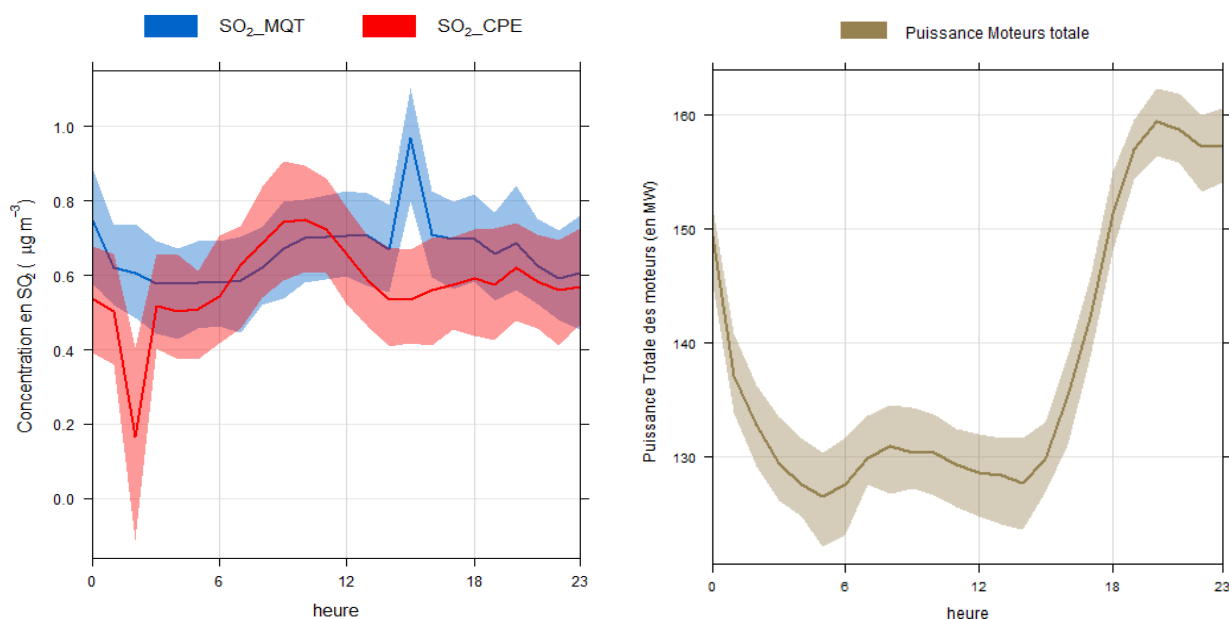 SO₂_MQT SO₂_CPE
Concentration en SO₂ ( µg m⁻³)
1.0
0.8
0.6
0.4
0.2
0.0
0 6 12 18 23
heure
Puissance Moteurs totale
Puissance Totale des moteurs (en MW)
160
150
140
130
0 6 12 18 23
heure